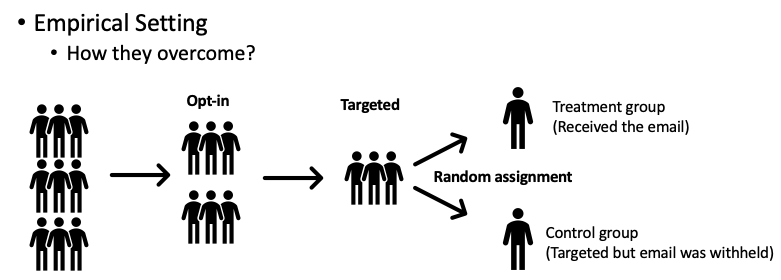 • Empirical Setting
• How they overcome?
Opt-in
Targeted
Treatment group
(Received the email)
Random assignment
Control group
(Targeted but email was withheld)